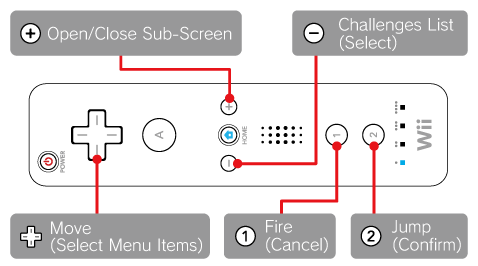 + Open/Close Sub-Screen
− Challenges List
(Select)
POWER
A
+
HOME
−
1
2
Wii
Move
(Select Menu Items)
1 Fire
(Cancel)
2 Jump
(Confirm)